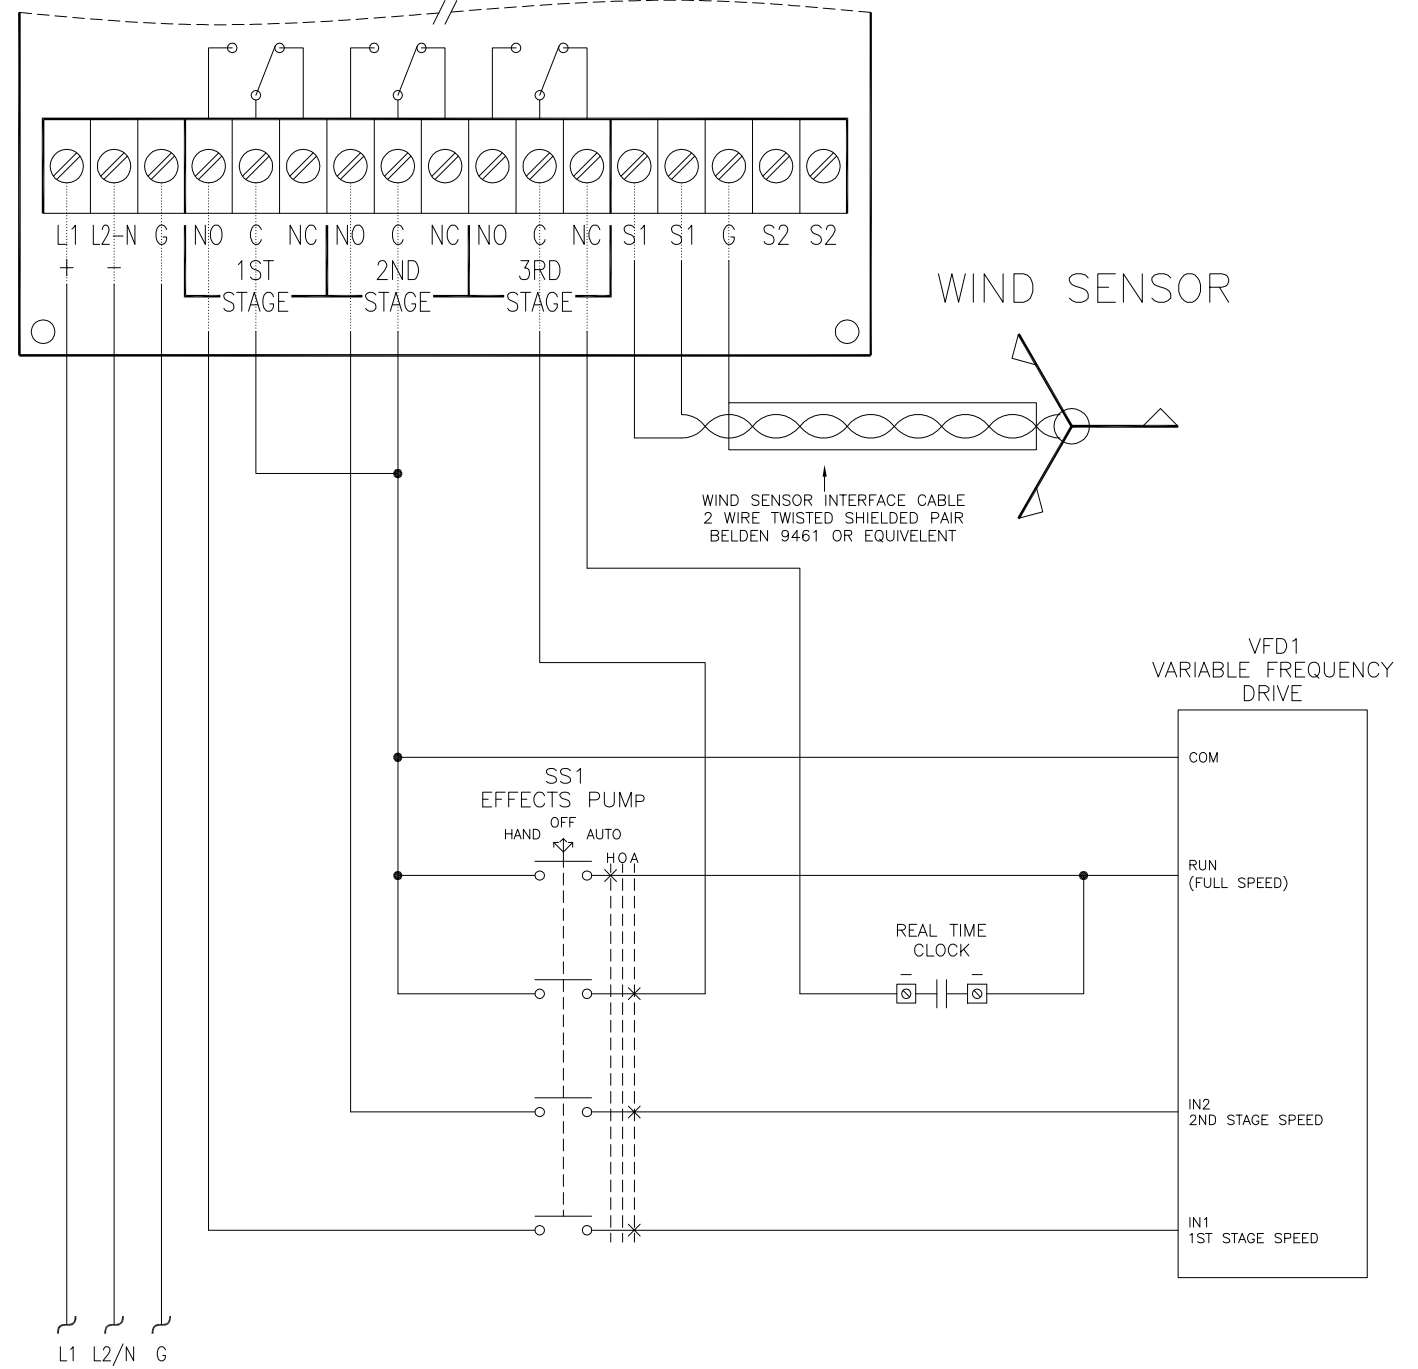 L1 L2-N G NO C NC NO C NC NO C NC S1 S1 G S2 S2
+ -
1ST
STAGE
2ND
STAGE
3RD
STAGE
WIND SENSOR
WIND SENSOR INTERFACE CABLE
2 WIRE TWISTED SHIELDED PAIR
BELDEN 9461 OR EQUIVELENT
VFD1
VARIABLE FREQUENCY
DRIVE
COM
SS1
EFFECTS PUMP
OFF
HAND AUTO
H O A
RUN
(FULL SPEED)
REAL TIME
CLOCK
IN2
2ND STAGE SPEED
IN1
1ST STAGE SPEED
L1 L2/N G